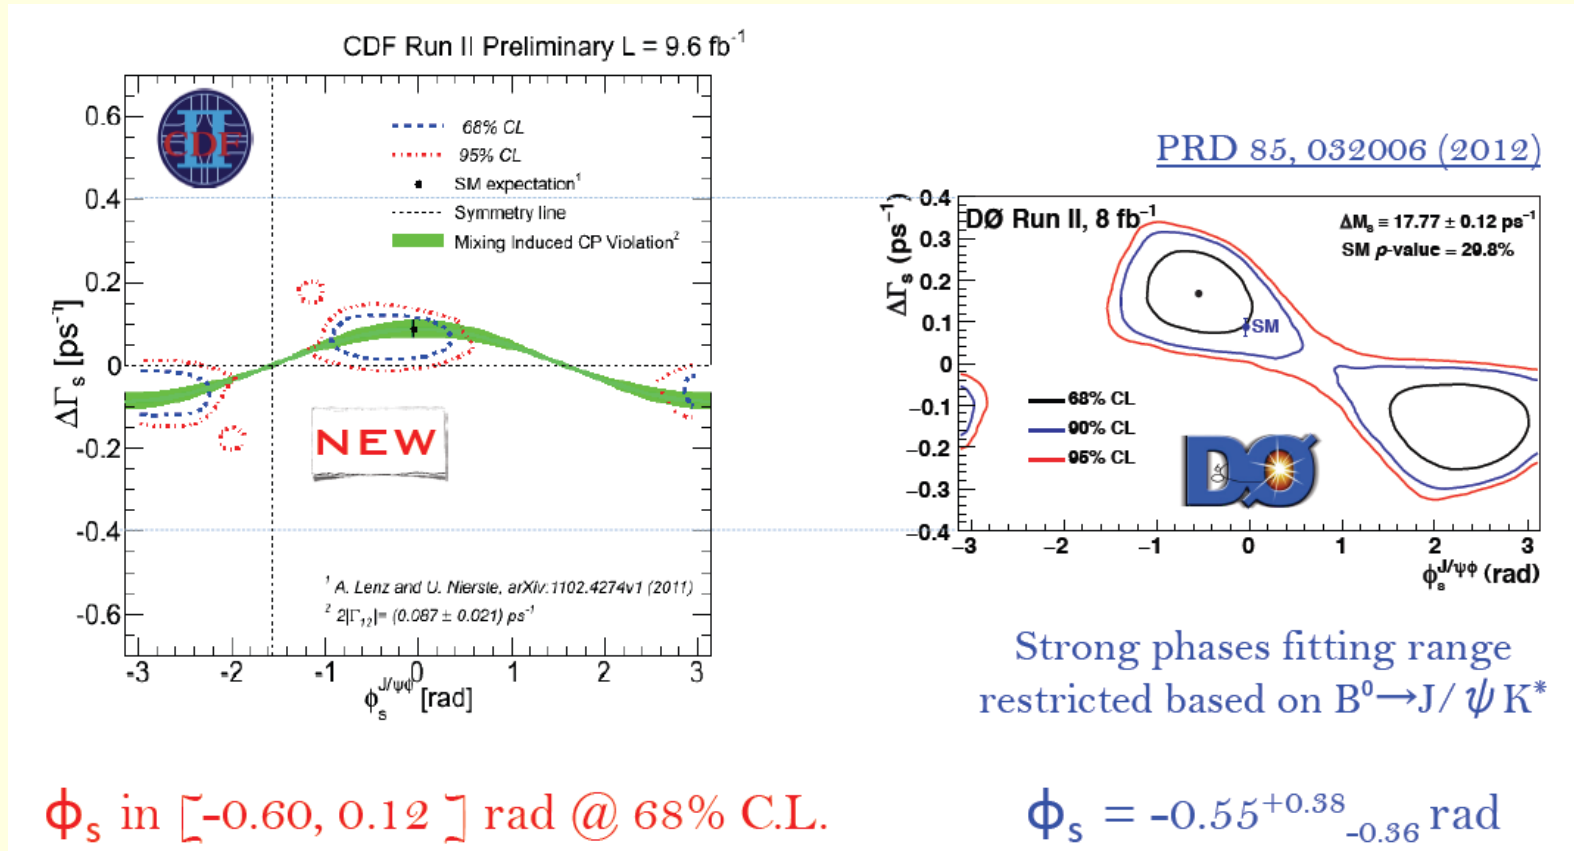 CDF Run II Preliminary L = 9.6 fb⁻¹
0.6
0.4
0.2
0
-0.2
-0.4
-0.6
ΔΓₛ [ps⁻¹]
II
CDF
68% CL
95% CL
SM expectation¹
Symmetry line
Mixing Induced CP Violation²
NEW
¹ A. Lenz and U. Nierste, arXiv:1102.4274v1 (2011)
² 2|Γ₁₂|= (0.087 ± 0.021) ps⁻¹
-3 -2 -1 0 1 2 3
ϕₛ^J/ψϕ [rad]
PRD 85, 032006 (2012)
DØ Run II, 8 fb⁻¹
ΔMₛ ≡ 17.77 ± 0.12 ps⁻¹
SM p-value = 29.8%
ΔΓₛ (ps⁻¹)
0.4
0.3
0.2
0.1
0
−0.1
−0.2
−0.3
−0.4
SM
68% CL
90% CL
95% CL
DØ
−3 −2 −1 0 1 2 3
ϕₛ^J/ψϕ (rad)
Strong phases fitting range
restricted based on B⁰→J/ ψ K*
ϕₛ in [-0.60, 0.12 ] rad @ 68% C.L.
ϕₛ = -0.55⁺⁰·³⁸₋₀.₃₆ rad